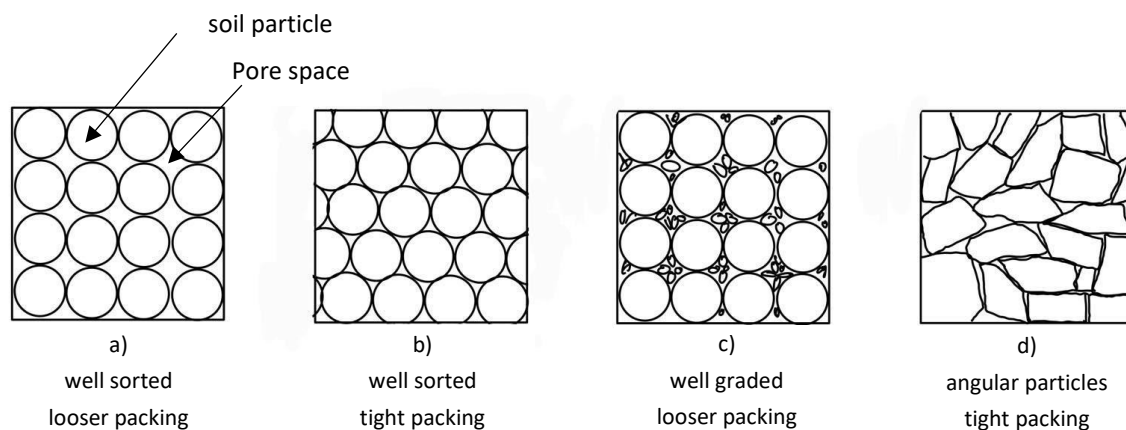 soil particle
Pore space
a)
well sorted
looser packing
b)
well sorted
tight packing
c)
well graded
looser packing
d)
angular particles
tight packing